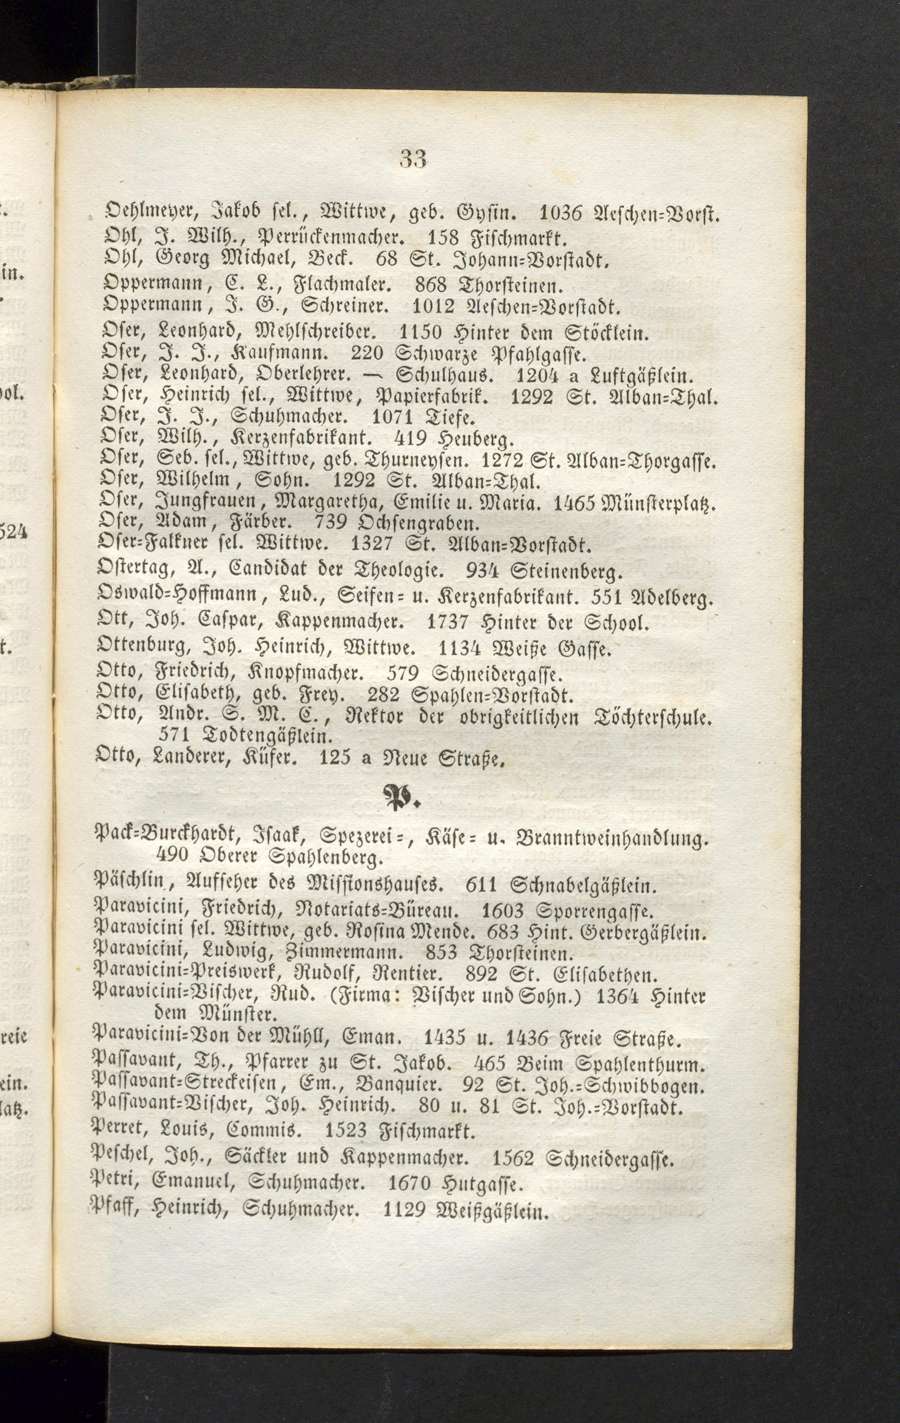 33
Oehlmeyer, Jakob sel., Wittwe, geb. Gysin. 1036 Aeschen-Vorst.
Ohl, J. Wilh., Perrückenmacher. 158 Fischmarkt.
Ohl, Georg Michael, Beck. 68 St. Johann-Vorstadt.
Oppermann, C. L., Flachmaler. 868 Thorsteinen.
Oppermann, J. G., Schreiner. 1012 Aeschen-Vorstadt.
Oser, Leonhard, Mehlschreiber. 1150 Hinter dem Stöcklein.
Oser, J. J., Kaufmann. 220 Schwarze Pfahlgasse.
Oser, Leonhard, Oberlehrer. — Schulhaus. 1204 a Luftgäßlein.
Oser, Heinrich sel., Wittwe, Papierfabrik. 1292 St. Alban-Thal.
Oser, J. J., Schuhmacher. 1071 Tiefe.
Oser, Wilh., Kerzenfabrikant. 419 Heuberg.
Oser, Seb. sel., Wittwe, geb. Thurneysen. 1272 St. Alban-Thorgasse.
Oser, Wilhelm, Sohn. 1292 St. Alban-Thal.
Oser, Jungfrauen, Margaretha, Emilie u. Maria. 1465 Münsterplatz.
Oser, Adam, Färber. 739 Ochsengraben.
Oser-Falkner sel. Wittwe. 1327 St. Alban-Vorstadt.
Ostertag, A., Candidat der Theologie. 934 Steinenberg.
Oswald-Hoffmann, Lud., Seifen- u. Kerzenfabrikant. 551 Adelberg.
Ott, Joh. Caspar, Kappenmacher. 1737 Hinter der School.
Ottenburg, Joh. Heinrich, Wittwe. 1134 Weiße Gasse.
Otto, Friedrich, Knopfmacher. 579 Schneidergasse.
Otto, Elisabeth, geb. Frey. 282 Spahlen-Vorstadt.
Otto, Andr. S. M. C., Rektor der obrigkeitlichen Töchterschule.
571 Todtengäßlein.
Otto, Landerer, Küfer. 125 a Neue Straße.
P.
Pack-Burckhardt, Isaak, Spezerei-, Käse- u. Branntweinhandlung.
490 Oberer Spahlenberg.
Päschlin, Aufseher des Missionshauses. 611 Schnabelgäßlein.
Paravicini, Friedrich, Notariats-Büreau. 1603 Sporrengasse.
Paravicini sel. Wittwe, geb. Rosina Mende. 683 Hint. Gerbergäßlein.
Paravicini, Ludwig, Zimmermann. 853 Thorsteinen.
Paravicini-Preiswerk, Rudolf, Rentier. 892 St. Elisabethen.
Paravicini-Vischer, Rud. (Firma: Vischer und Sohn.) 1364 Hinter
dem Münster.
Paravicini-Von der Mühll, Eman. 1435 u. 1436 Freie Straße.
Passavant, Th., Pfarrer zu St. Jakob. 465 Beim Spahlenthurm.
Passavant-Streckeisen, Em., Banquier. 92 St. Joh.-Schwibbogen.
Passavant-Vischer, Joh. Heinrich. 80 u. 81 St. Joh.-Vorstadt.
Perret, Louis, Commis. 1523 Fischmarkt.
Peschel, Joh., Säckler und Kappenmacher. 1562 Schneidergasse.
Petri, Emanuel, Schuhmacher. 1670 Hutgasse.
Pfaff, Heinrich, Schuhmacher. 1129 Weißgäßlein.